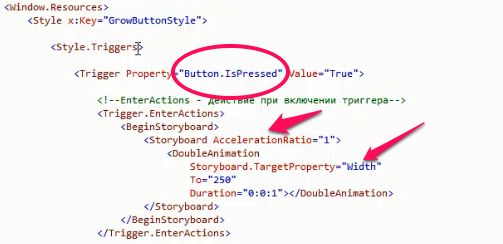 <Window.Resources>
<Style x:Key="GrowButtonStyle">
<Style.Triggers>
<Trigger Property="Button.IsPressed" Value="True">
<!--EnterActions - действие при включении триггера-->
<Trigger.EnterActions>
<BeginStoryboard>
<Storyboard AccelerationRatio="1">
<DoubleAnimation
Storyboard.TargetProperty="Width"
To="250"
Duration="0:0:1"></DoubleAnimation>
</Storyboard>
</BeginStoryboard>
</Trigger.EnterActions>